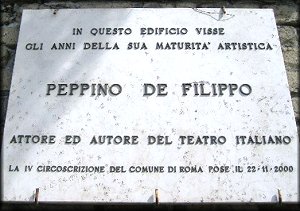 IN QUESTO EDIFICIO VISSE
GLI ANNI DELLA SUA MATURITA' ARTISTICA
PEPPINO DE FILIPPO
ATTORE ED AUTORE DEL TEATRO ITALIANO
LA IV CIRCOSCRIZIONE DEL COMUNE DI ROMA POSE IL 22-11-2000